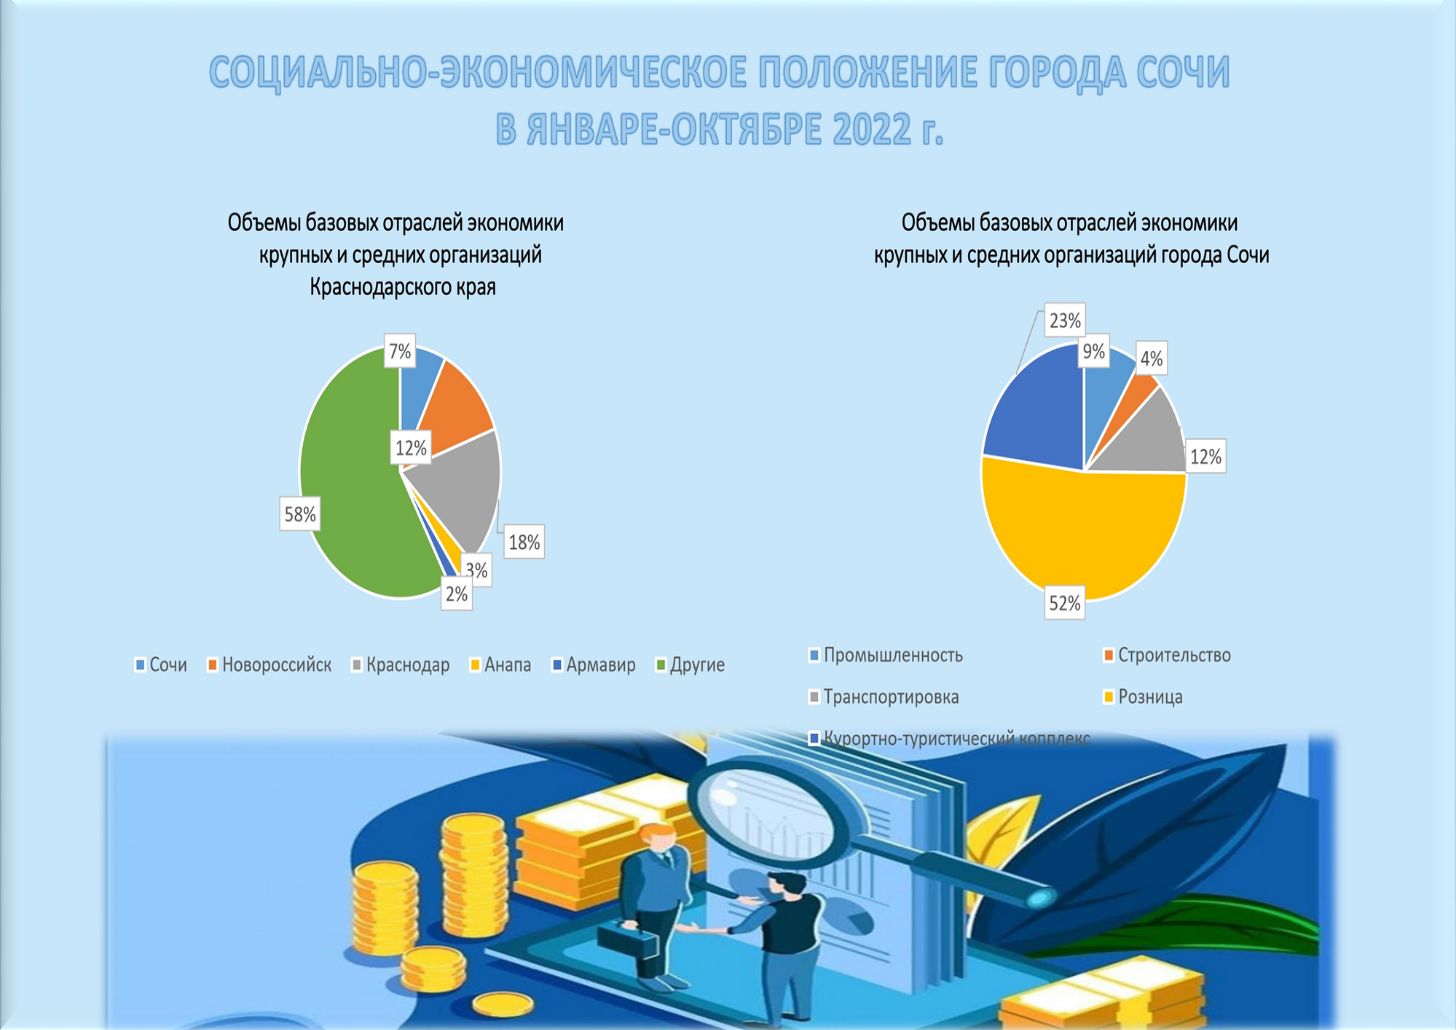 СОЦИАЛЬНО-ЭКОНОМИЧЕСКОЕ ПОЛОЖЕНИЕ ГОРОДА СОЧИ
В ЯНВАРЕ-ОКТЯБРЕ 2022 г.
Объемы базовых отраслей экономики
крупных и средних организаций
Краснодарского края
7%
12%
58%
18%
3%
2%
Сочи Новороссийск Краснодар Анапа Армавир Другие
Объемы базовых отраслей экономики
крупных и средних организаций города Сочи
23%
9%
4%
12%
52%
Промышленность Строительство
Транспортировка Розница
Курортно-туристический копплекс